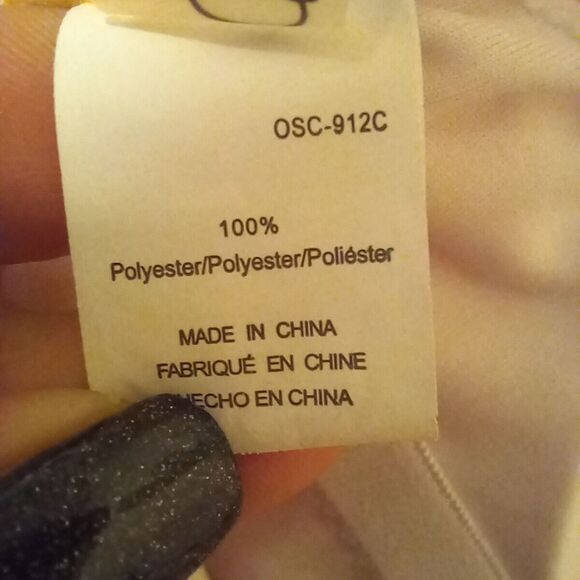 OSC-912C
100%
Polyester/Polyester/Poliéster
MADE IN CHINA
FABRIQUÉ EN CHINE
HECHO EN CHINA